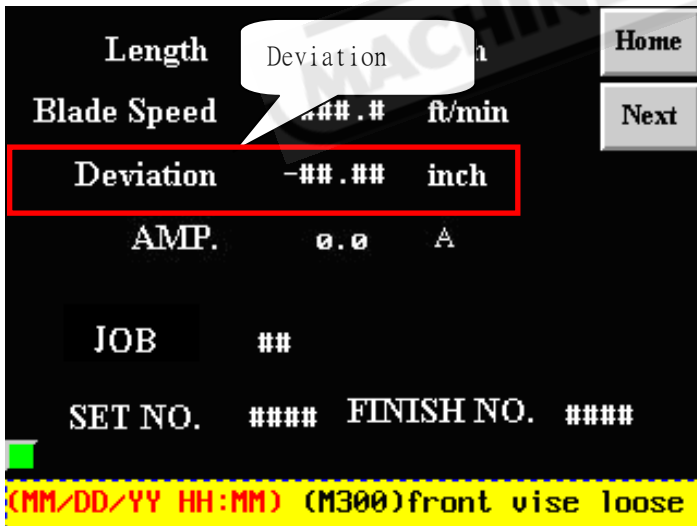 MACHIN
Length Deviation h Home
Blade Speed ###.# ft/min Next
Deviation -##.## inch
AMP. 0.0 A
JOB ##
SET NO. #### FINISH NO. ####
(MM/DD/YY HH:MM) (M300)front vise loose